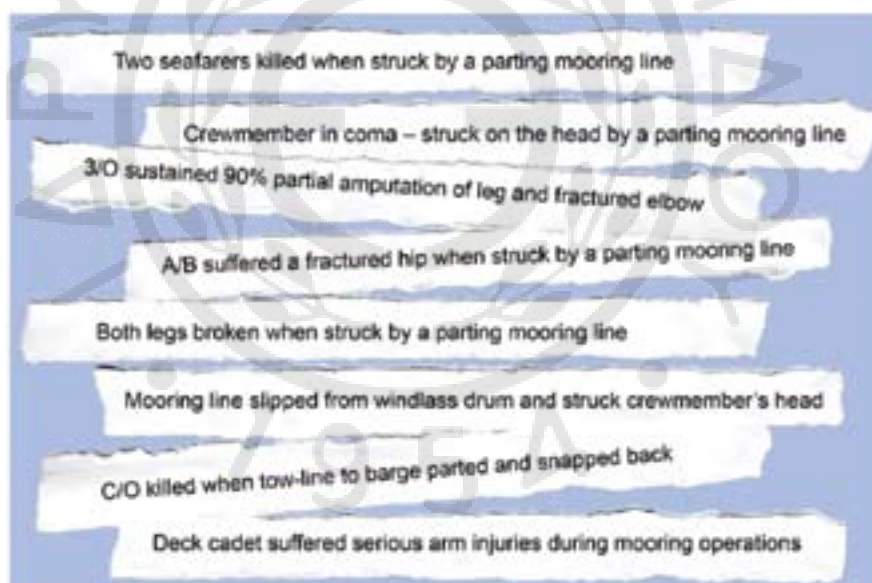 Two seafarers killed when struck by a parting mooring line
Crewmember in coma – struck on the head by a parting mooring line
3/O sustained 90% partial amputation of leg and fractured elbow
A/B suffered a fractured hip when struck by a parting mooring line
Both legs broken when struck by a parting mooring line
Mooring line slipped from windlass drum and struck crewmember's head
C/O killed when tow-line to barge parted and snapped back
Deck cadet suffered serious arm injuries during mooring operations
1954